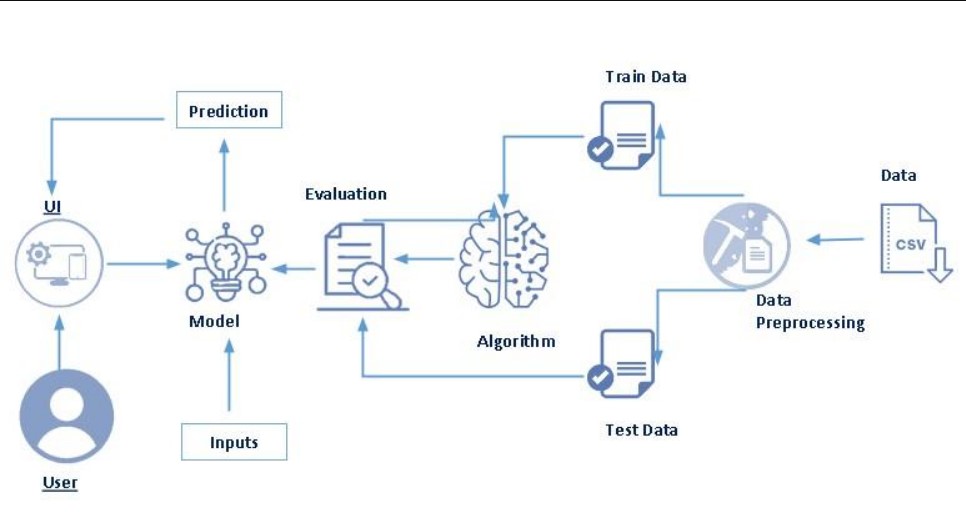 Train Data
Prediction
Data
Evaluation
UI
CSV
Data
Preprocessing
Model
Algorithm
Test Data
Inputs
User